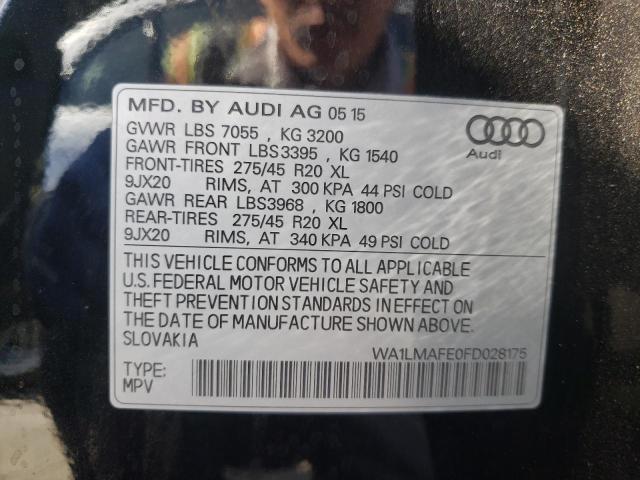 MFD. BY AUDI AG 05 15
GVWR LBS 7055 , KG 3200
GAWR FRONT LBS3395 , KG 1540
FRONT-TIRES 275/45 R20 XL
9JX20 RIMS, AT 300 KPA 44 PSI COLD
GAWR REAR LBS3968 , KG 1800
REAR-TIRES 275/45 R20 XL
9JX20 RIMS, AT 340 KPA 49 PSI COLD
Audi
THIS VEHICLE CONFORMS TO ALL APPLICABLE
U.S. FEDERAL MOTOR VEHICLE SAFETY AND
THEFT PREVENTION STANDARDS IN EFFECT ON
THE DATE OF MANUFACTURE SHOWN ABOVE.
SLOVAKIA
WA1LMAFE0FD028175
TYPE:
MPV